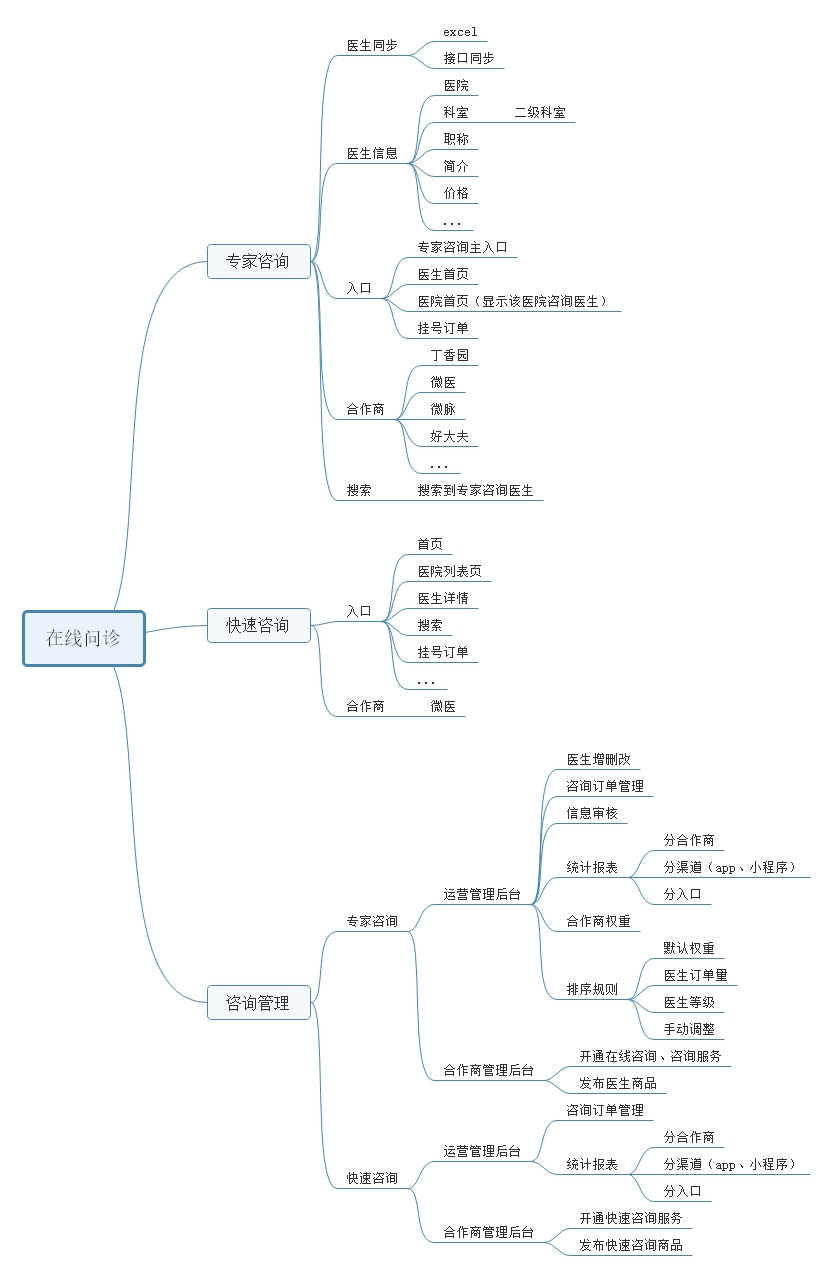 在线问诊
专家咨询
医生同步
excel
接口同步
医生信息
医院
科室
二级科室
职称
简介
价格
...
入口
专家咨询主入口
医生首页
医院首页（显示该医院咨询医生）
挂号订单
合作商
丁香园
微医
微脉
好大夫
...
搜索
搜索到专家咨询医生
快速咨询
入口
首页
医院列表页
医生详情
搜索
挂号订单
...
合作商
微医
咨询管理
专家咨询
运营管理后台
医生增删改
咨询订单管理
信息审核
统计报表
分合作商
分渠道（app、小程序）
分入口
合作商权重
排序规则
默认权重
医生订单量
医生等级
手动调整
合作商管理后台
开通在线咨询、咨询服务
发布医生商品
快速咨询
运营管理后台
咨询订单管理
统计报表
分合作商
分渠道（app、小程序）
分入口
合作商管理后台
开通快速咨询服务
发布快速咨询商品